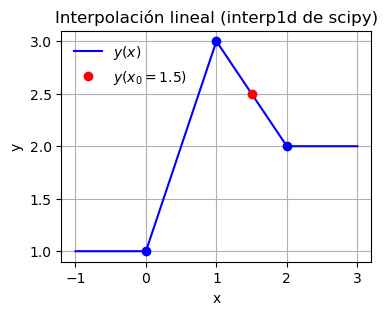 Interpolación lineal (interp1d de scipy)
y(x)
y(x₀ = 1.5)
3.0
2.5
2.0
1.5
1.0
y
−1
0
1
2
3
x